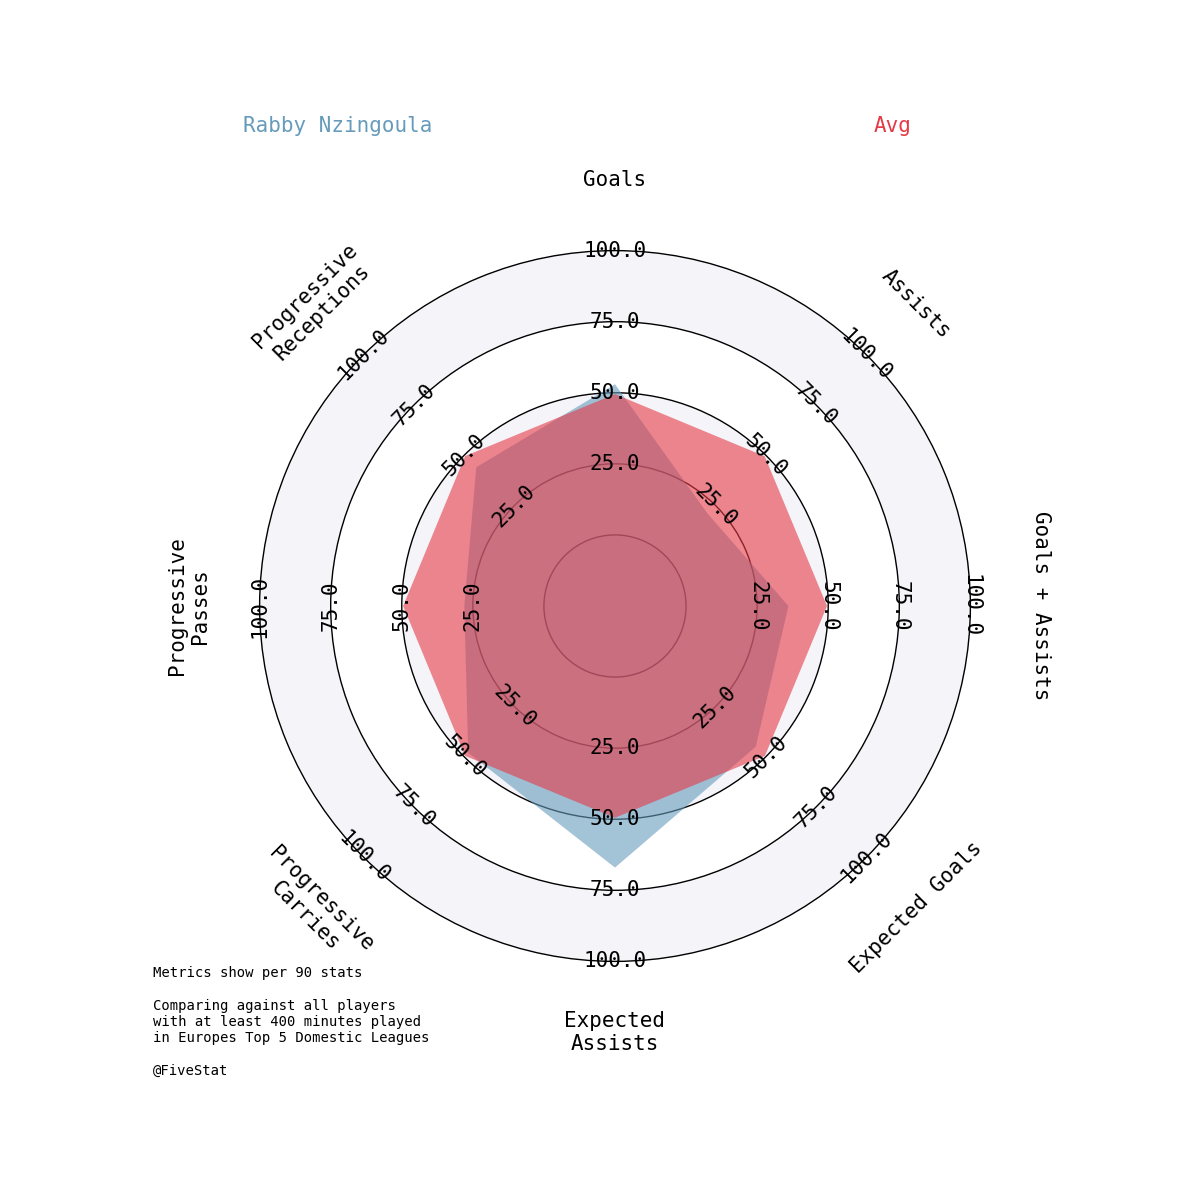 Rabby Nzingoula
Avg
Goals
Progressive
Receptions
Assists
100.0
100.0
100.0
75.0
75.0
75.0
50.0
50.0
50.0
25.0
25.0
25.0
Progressive
Passes
100.0
75.0
50.0
25.0
25.0
50.0
75.0
100.0
Goals + Assists
25.0
25.0
25.0
50.0
50.0
50.0
75.0
75.0
75.0
100.0
100.0
100.0
Progressive
Carries
Expected Goals
Expected
Assists
Metrics show per 90 stats
Comparing against all players
with at least 400 minutes played
in Europes Top 5 Domestic Leagues
@FiveStat